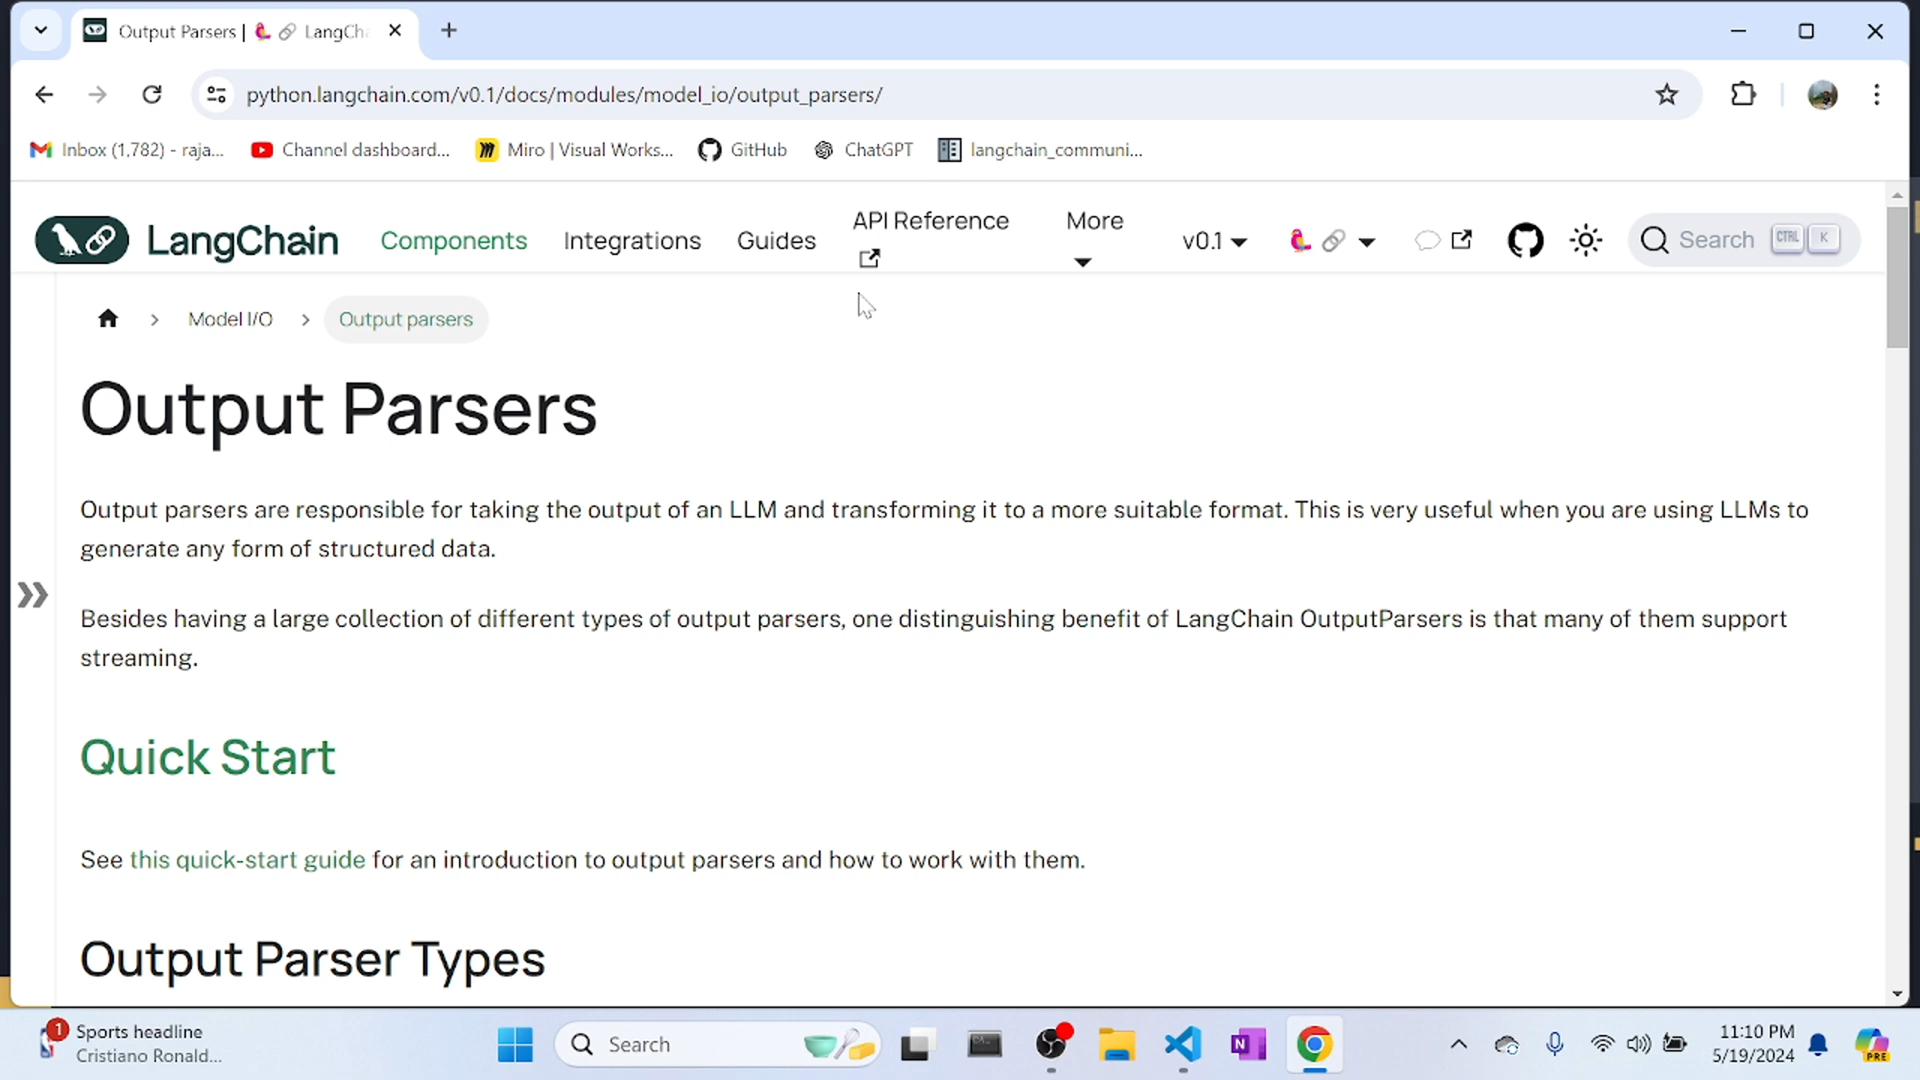 Output Parsers | LangCha
python.langchain.com/v0.1/docs/modules/model_io/output_parsers/
Inbox (1,782) - raja...
Channel dashboard...
Miro | Visual Works...
GitHub
ChatGPT
langchain_communi...
LangChain
Components
Integrations
Guides
API Reference
More
v0.1
Search
CTRL
K
Model I/O
Output parsers
Output Parsers
Output parsers are responsible for taking the output of an LLM and transforming it to a more suitable format. This is very useful when you are using LLMs to
generate any form of structured data.
Besides having a large collection of different types of output parsers, one distinguishing benefit of LangChain OutputParsers is that many of them support
streaming.
Quick Start
See this quick-start guide for an introduction to output parsers and how to work with them.
Output Parser Types
1
Sports headline
Cristiano Ronald...
Search
N
11:10 PM
5/19/2024
PRE